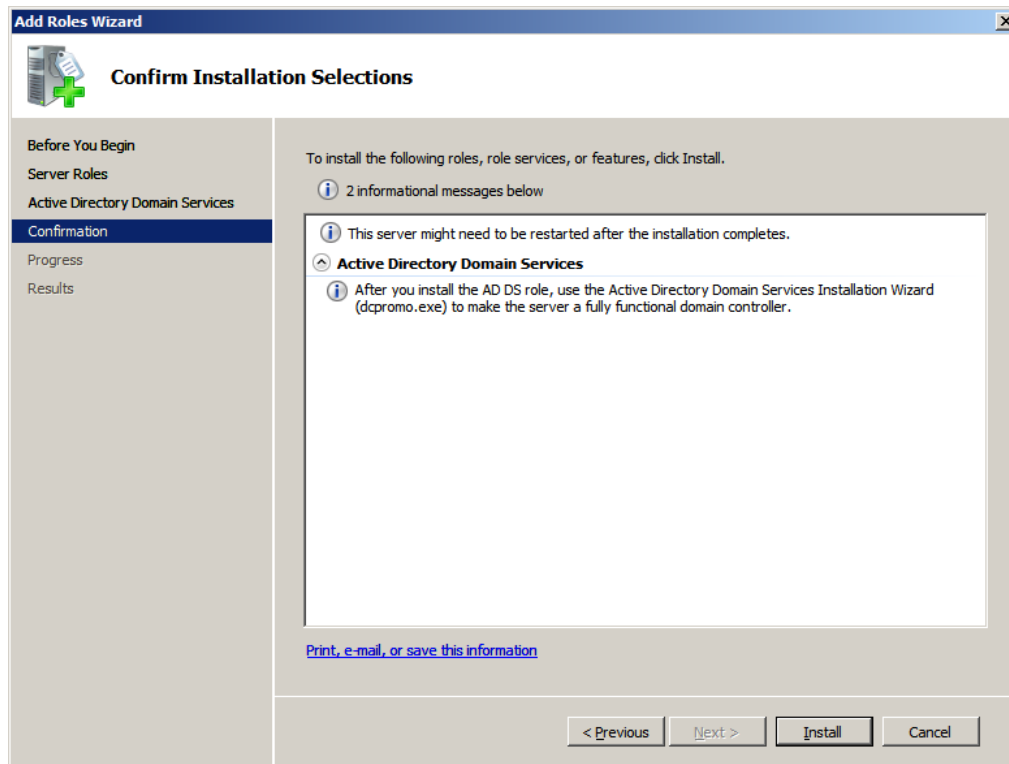 Add Roles Wizard
Confirm Installation Selections
Before You Begin
Server Roles
Active Directory Domain Services
Confirmation
Progress
Results
To install the following roles, role services, or features, click Install.
2 informational messages below
This server might need to be restarted after the installation completes.
Active Directory Domain Services
After you install the AD DS role, use the Active Directory Domain Services Installation Wizard
(dcpromo.exe) to make the server a fully functional domain controller.
Print, e-mail, or save this information
< Previous
Next >
Install
Cancel